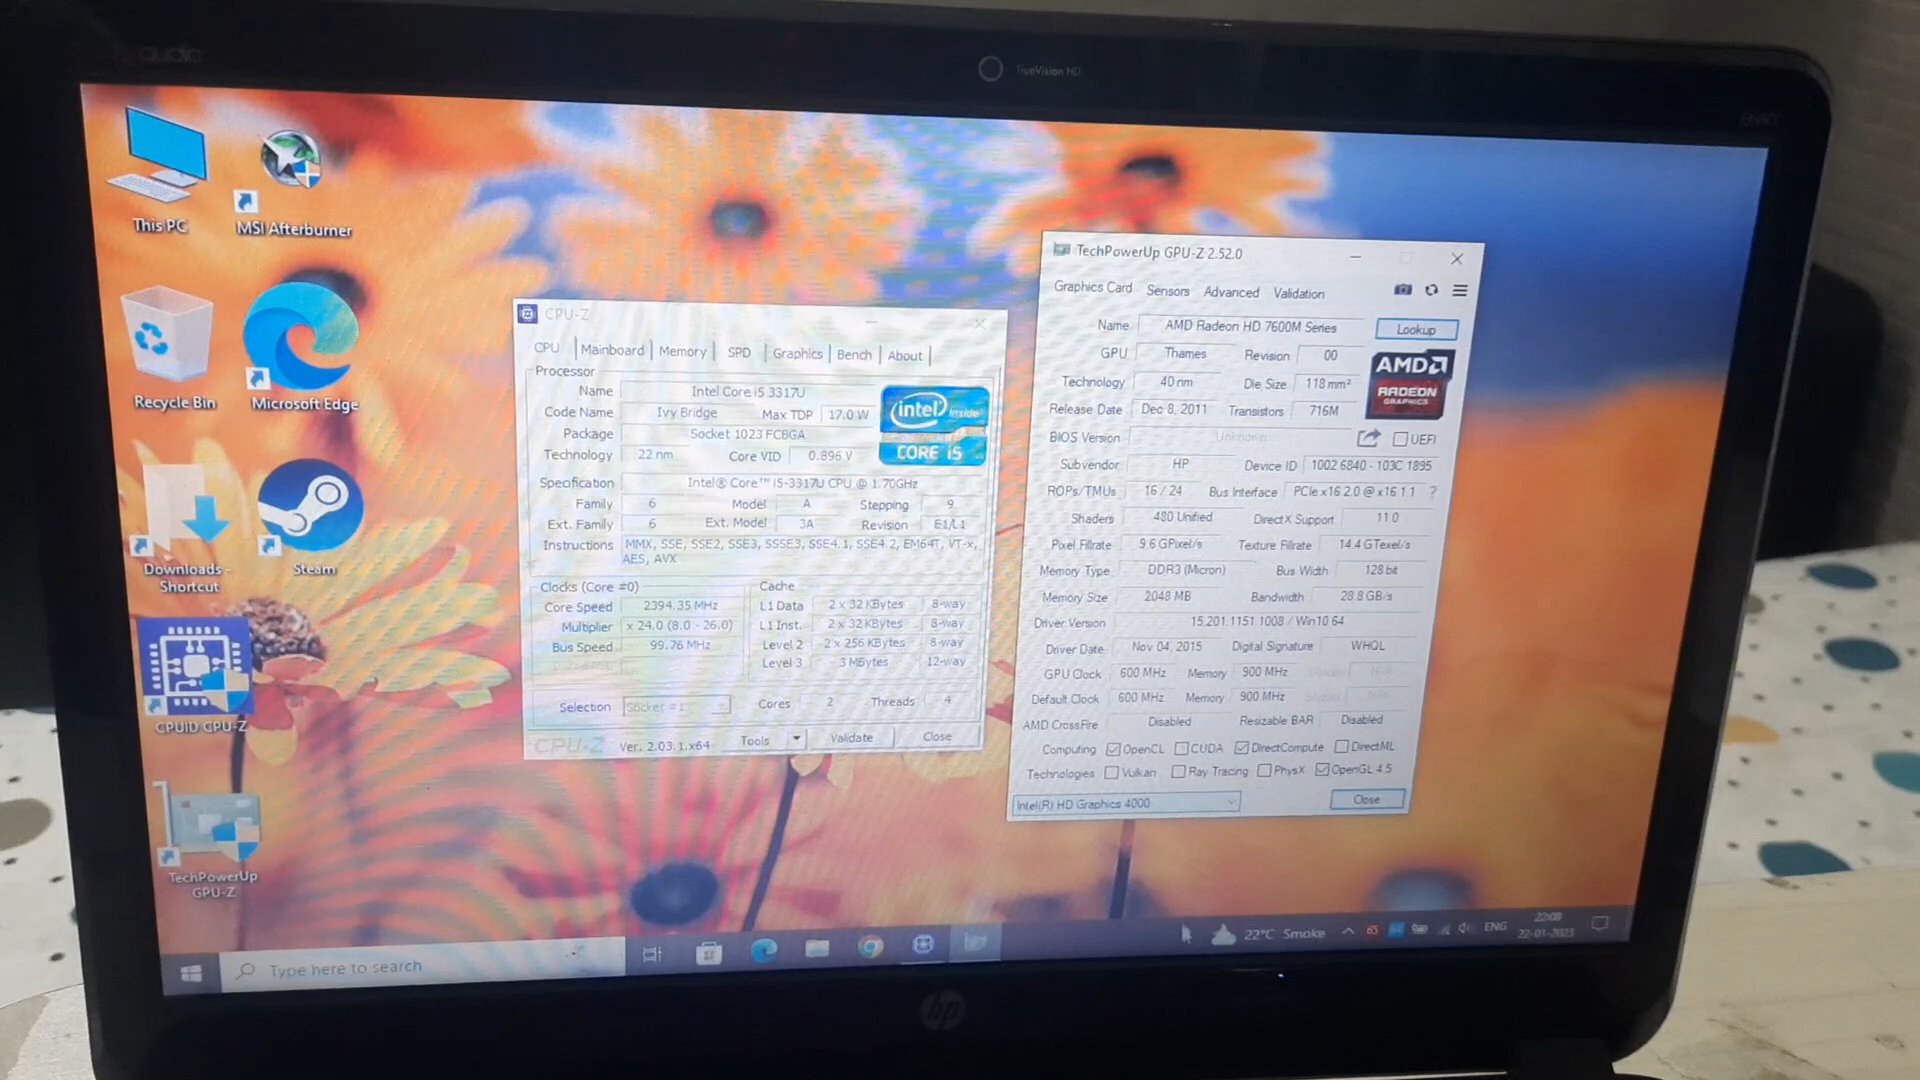 audio
TrueVision HD
ENVY
This PC
MSI Afterburner
Recycle Bin
Microsoft Edge
Downloads - Shortcut
Steam
CPUID CPU-Z
TechPowerUp GPU-Z
CPU-Z
CPU Mainboard Memory SPD Graphics Bench About
Processor
Name Intel Core i5 3317U
Code Name Ivy Bridge Max TDP 17.0 W
Package Socket 1023 FCBGA
Technology 22 nm Core VID 0.896 V
intel inside
CORE i5
Specification Intel® Core™ i5-3317U CPU @ 1.70GHz
Family 6 Model A Stepping 9
Ext. Family 6 Ext. Model 3A Revision E1/L1
Instructions MMX, SSE, SSE2, SSE3, SSSE3, SSE4.1, SSE4.2, EM64T, VT-x,
AES, AVX
Clocks (Core #0) Cache
Core Speed 2394.35 MHz L1 Data 2 x 32 KBytes 8-way
Multiplier x 24.0 (8.0 - 26.0) L1 Inst. 2 x 32 KBytes 8-way
Bus Speed 99.76 MHz Level 2 2 x 256 KBytes 8-way
Level 3 3 MBytes 12-way
Selection Socket #1 Cores 2 Threads 4
CPU-Z Ver. 2.03.1.x64 Tools Validate Close
TechPowerUp GPU-Z 2.52.0
Graphics Card Sensors Advanced Validation
Name AMD Radeon HD 7600M Series Lookup
GPU Thames Revision 00
Technology 40 nm Die Size 118 mm²
Release Date Dec 8, 2011 Transistors 716M
AMD
RADEON
GRAPHICS
BIOS Version Unknown UEFI
Subvendor HP Device ID 1002 6840 - 103C 1895
ROPs/TMUs 16 / 24 Bus Interface PCIe x16 2.0 @ x16 1.1 ?
Shaders 480 Unified DirectX Support 11.0
Pixel Fillrate 9.6 GPixel/s Texture Fillrate 14.4 GTexel/s
Memory Type DDR3 (Micron) Bus Width 128 bit
Memory Size 2048 MB Bandwidth 28.8 GB/s
Driver Version 15.201.1151.1008 / Win10 64
Driver Date Nov 04, 2015 Digital Signature WHQL
GPU Clock 600 MHz Memory 900 MHz Shader N/A
Default Clock 600 MHz Memory 900 MHz Shader N/A
AMD CrossFire Disabled Resizable BAR Disabled
Computing OpenCL CUDA DirectCompute DirectML
Technologies Vulkan Ray Tracing PhysX OpenGL 4.5
Intel(R) HD Graphics 4000 Close
Type here to search
22°C Smoke 65 ENG 22:08
22-01-2023
hp